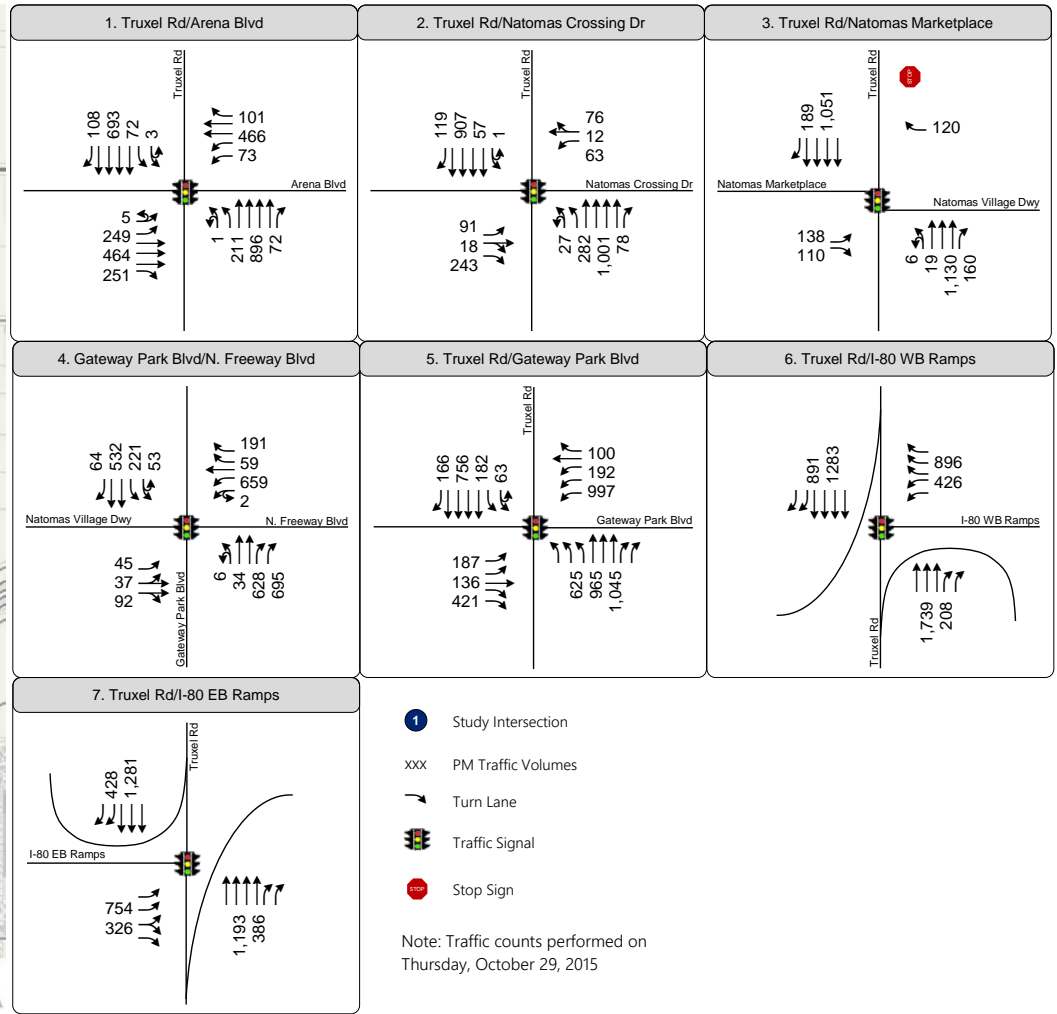 1. Truxel Rd/Arena Blvd
Truxel Rd
108
693
72
3
101
466
73
Arena Blvd
5
249
464
251
1
211
896
72
2. Truxel Rd/Natomas Crossing Dr
Truxel Rd
119
907
57
1
76
12
63
Natomas Crossing Dr
91
18
243
27
282
1,001
78
3. Truxel Rd/Natomas Marketplace
Truxel Rd
STOP
189
1,051
120
Natomas Marketplace
Natomas Village Dwy
138
110
6
19
1,130
160
4. Gateway Park Blvd/N. Freeway Blvd
64
532
221
53
191
59
659
2
Natomas Village Dwy
N. Freeway Blvd
45
37
92
Gateway Park Blvd
6
34
628
695
5. Truxel Rd/Gateway Park Blvd
Truxel Rd
166
756
182
63
100
192
997
Gateway Park Blvd
187
136
421
625
965
1,045
6. Truxel Rd/I-80 WB Ramps
891
1283
896
426
I-80 WB Ramps
Truxel Rd
1,739
208
7. Truxel Rd/I-80 EB Ramps
Truxel Rd
428
1,281
I-80 EB Ramps
754
326
1,193
386
1 Study Intersection
XXX PM Traffic Volumes
Turn Lane
Traffic Signal
STOP Stop Sign
Note: Traffic counts performed on
Thursday, October 29, 2015